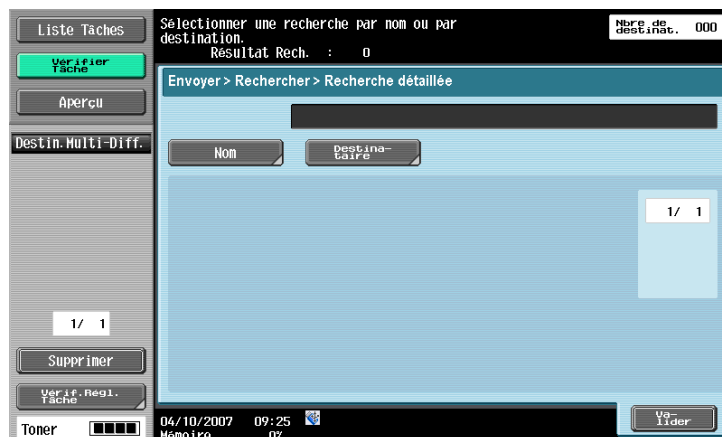 Liste Tâches
Vérifier
Tâche
Aperçu
Destin.Multi-Diff.
1/ 1
Supprimer
Vérif.Régl.
Tâche
Toner
Sélectionner une recherche par nom ou par
destination.
Résultat Rech. : 0
Nbre de
destinat. 000
Envoyer > Rechercher > Recherche détaillée
Nom
Destina-
taire
1/ 1
Va-
lider
04/10/2007 09:25
Mémoire 0%